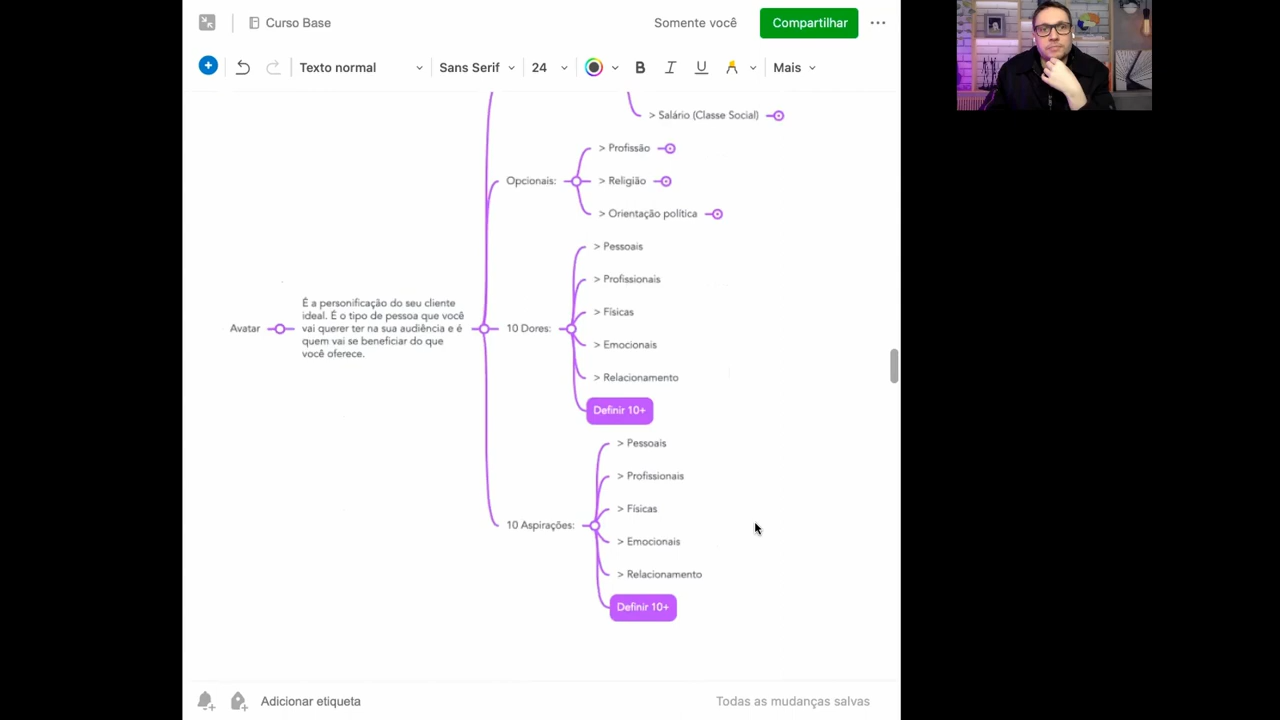 Curso Base
Somente você
Compartilhar
Texto normal
Sans Serif
24
B
I
U
Mais
> Salário (Classe Social)
Opcionais:
> Profissão
> Religião
> Orientação política
Avatar
É a personificação do seu cliente
ideal. É o tipo de pessoa que você
vai querer ter na sua audiência e é
quem vai se beneficiar do que
você oferece.
10 Dores:
> Pessoais
> Profissionais
> Físicas
> Emocionais
> Relacionamento
Definir 10+
10 Aspirações:
> Pessoais
> Profissionais
> Físicas
> Emocionais
> Relacionamento
Definir 10+
Adicionar etiqueta
Todas as mudanças salvas